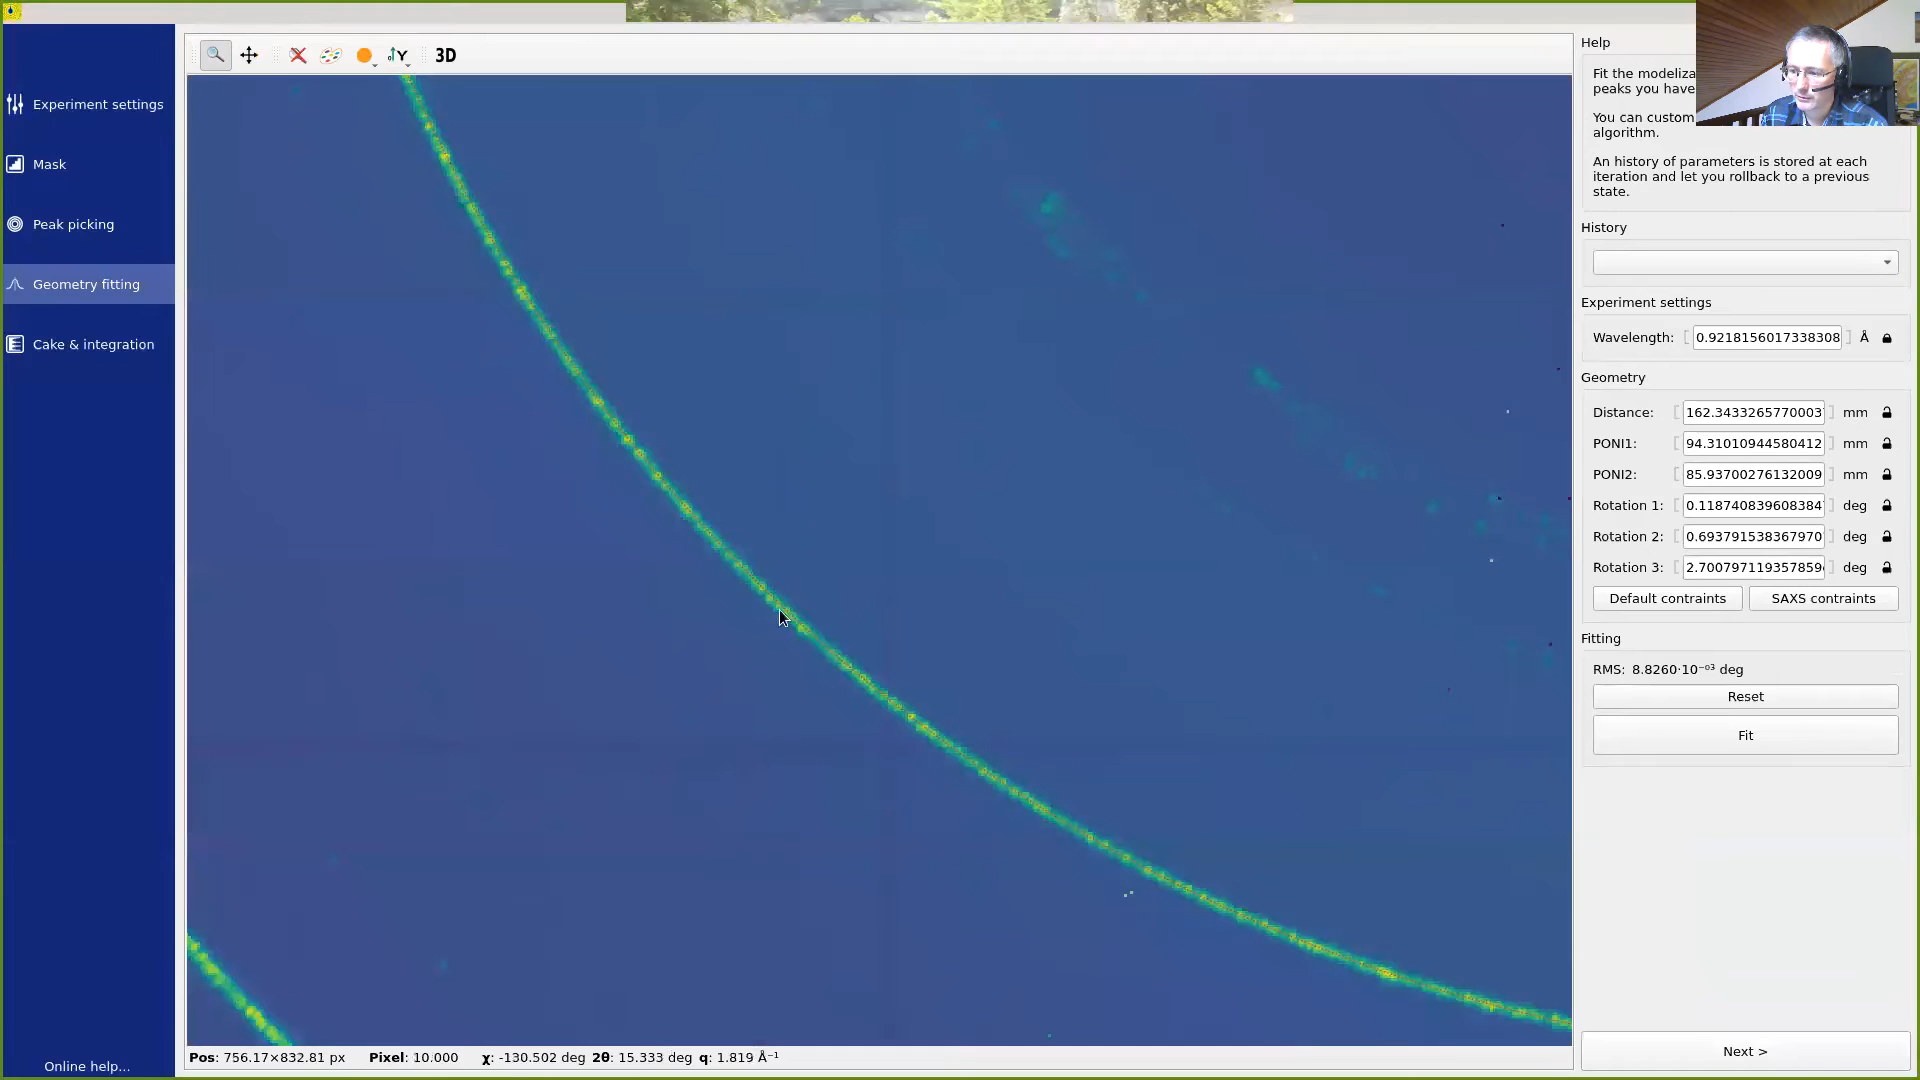 3D
Experiment settings
Mask
Peak picking
Geometry fitting
Cake & integration
Online help...
Pos: 756.17×832.81 px Pixel: 10.000 χ: -130.502 deg 2θ: 15.333 deg q: 1.819 Å⁻¹
Help
Fit the modeliza
peaks you have
You can custom
algorithm.
An history of parameters is stored at each
iteration and let you rollback to a previous
state.
History
Experiment settings
Wavelength: 0.9218156017338308 Å
Geometry
Distance: 162.3433265770003 mm
PONI1: 94.31010944580412 mm
PONI2: 85.93700276132009 mm
Rotation 1: 0.118740839608384 deg
Rotation 2: 0.693791538367970 deg
Rotation 3: 2.700797119357859 deg
Default contraints SAXS contraints
Fitting
RMS: 8.8260·10⁻⁰³ deg
Reset
Fit
Next >